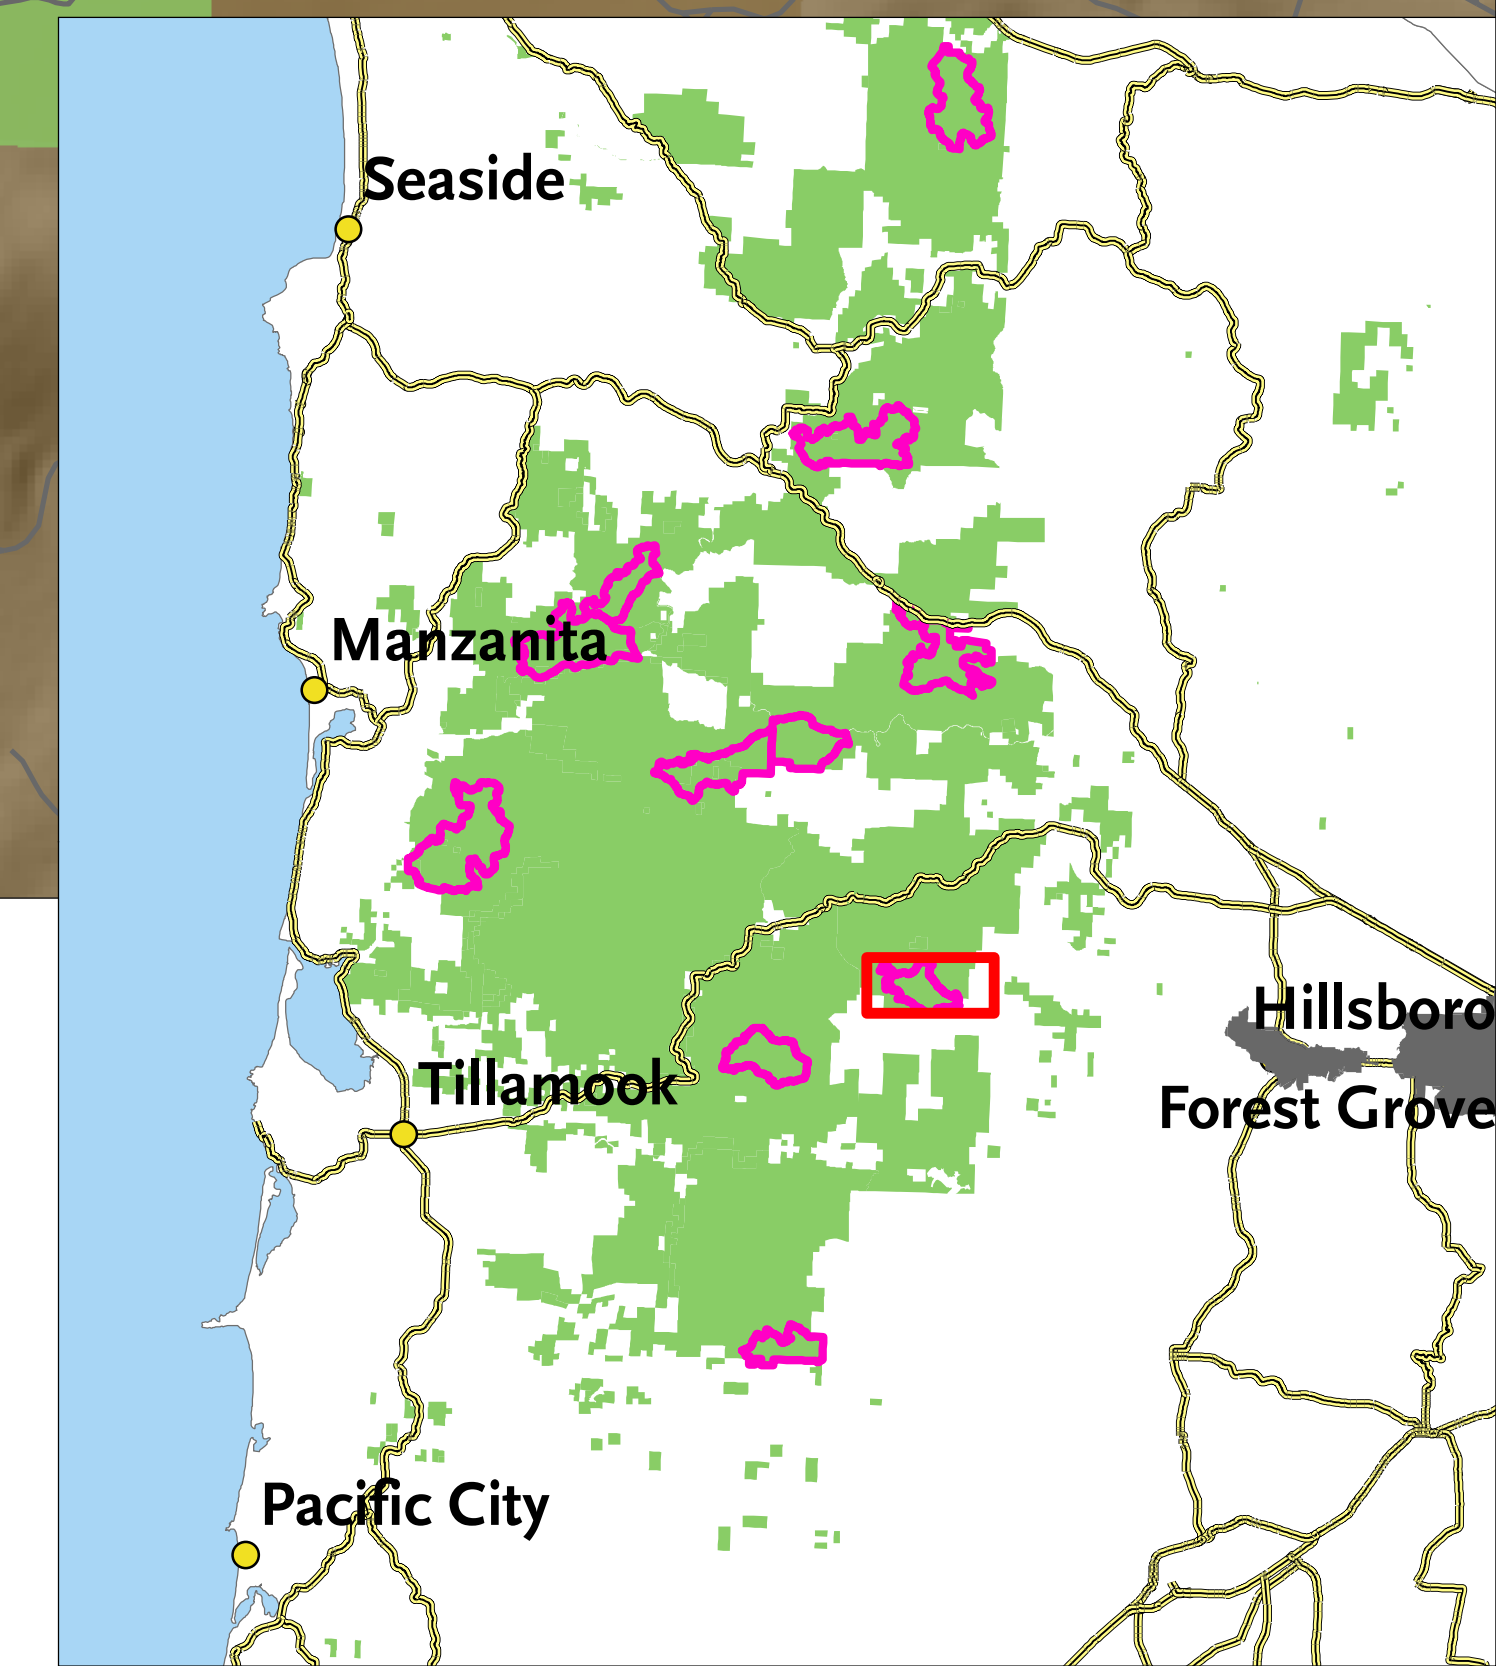 Seaside
Manzanita
Hillsboro
Tillamook
Forest Grove
Pacific City